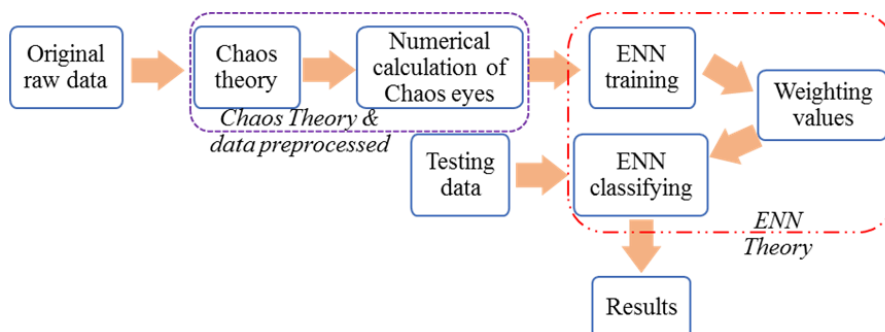 Original
raw data
Chaos
theory
Numerical
calculation of
Chaos eyes
Chaos Theory &
data preprocessed
ENN
training
Weighting
values
Testing
data
ENN
classifying
ENN
Theory
Results